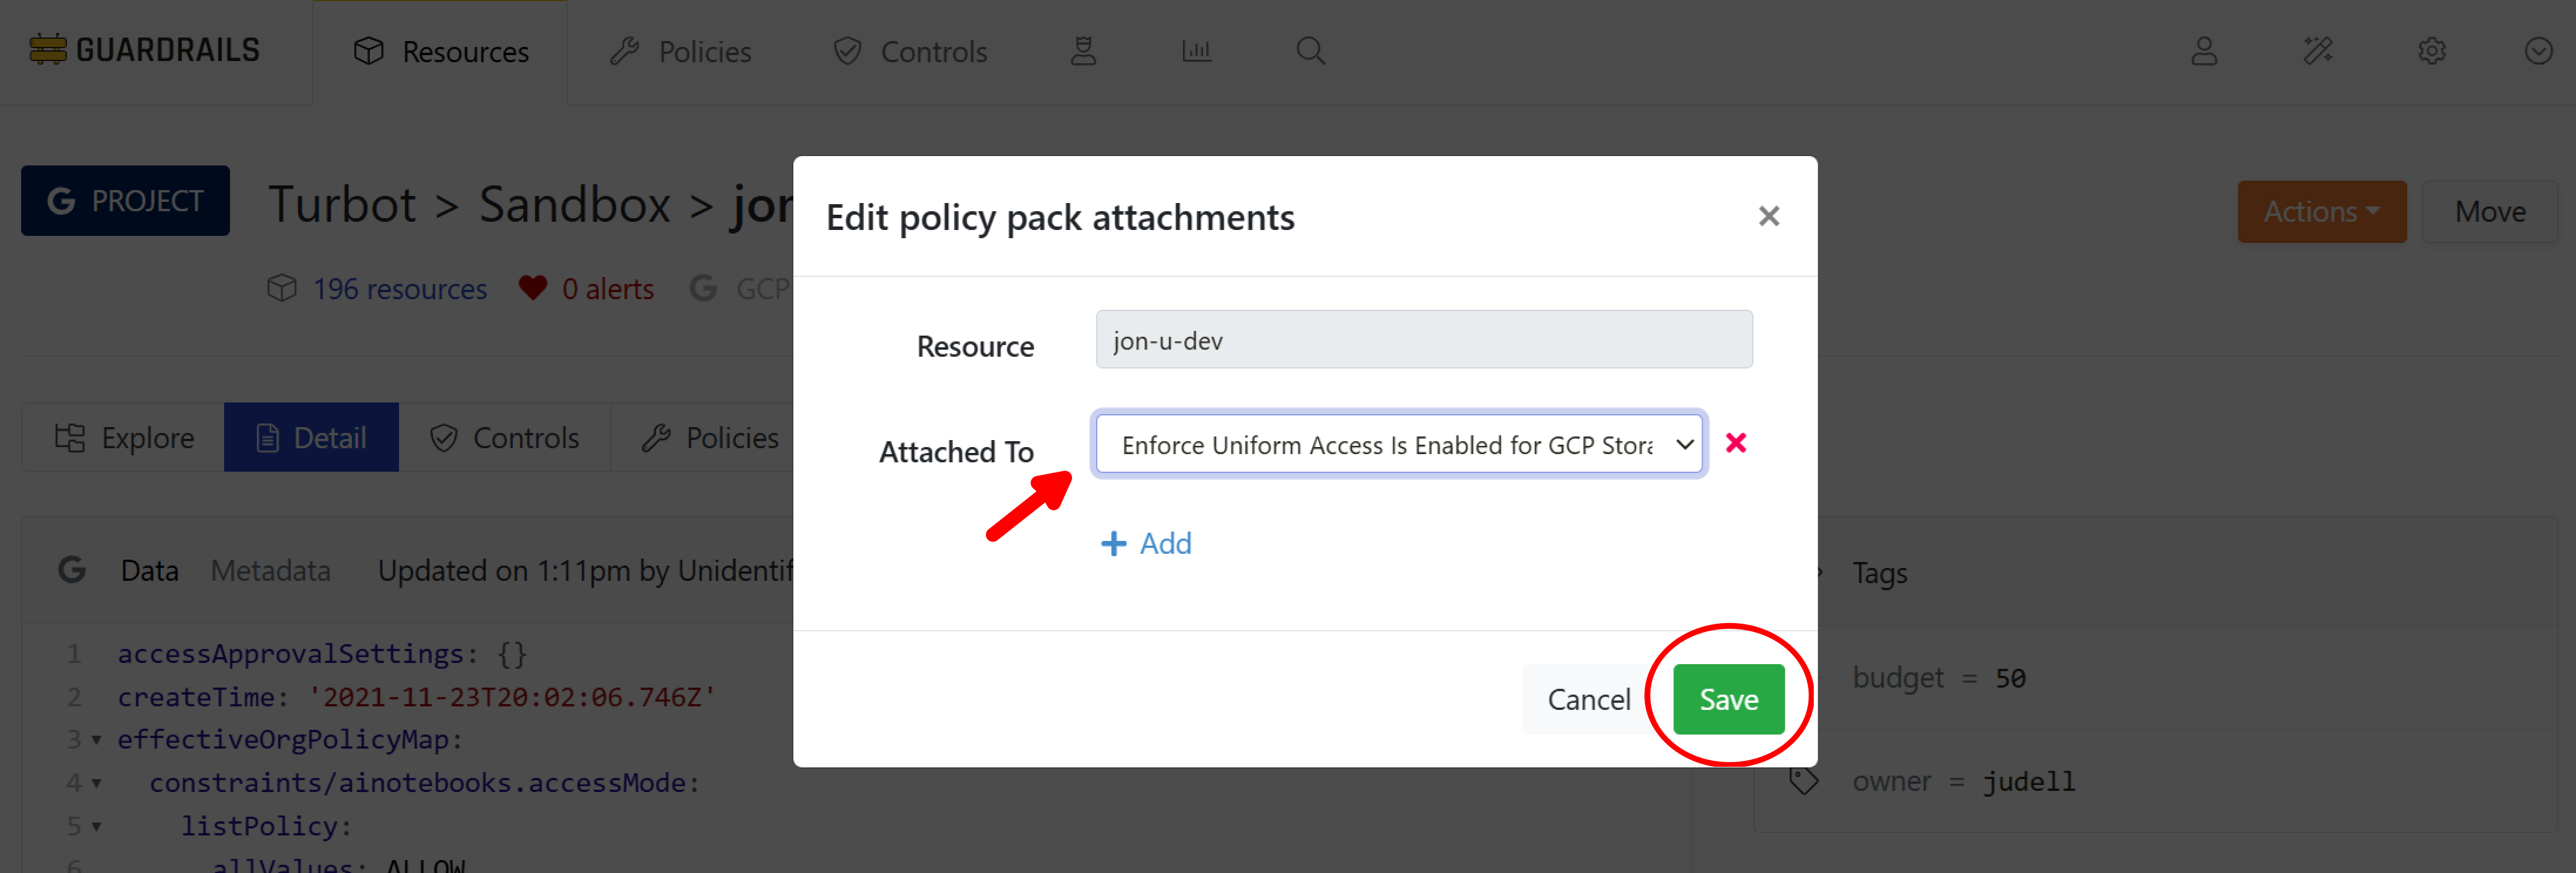 GUARDRAILS Resources Policies Controls
PROJECT Turbot > Sandbox > jon
196 resources 0 alerts GCP
Actions Move
Edit policy pack attachments
Resource jon-u-dev
Attached To Enforce Uniform Access Is Enabled for GCP Stora
Add
Cancel Save
Explore Detail Controls Policies
Data Metadata Updated on 1:11pm by Unidentif
1 accessApprovalSettings: {}
2 createTime: '2021-11-23T20:02:06.746Z'
3 effectiveOrgPolicyMap:
4 constraints/ainotebooks.accessMode:
5 listPolicy:
6 allValues: ALLOW
Tags
budget = 50
owner = judell